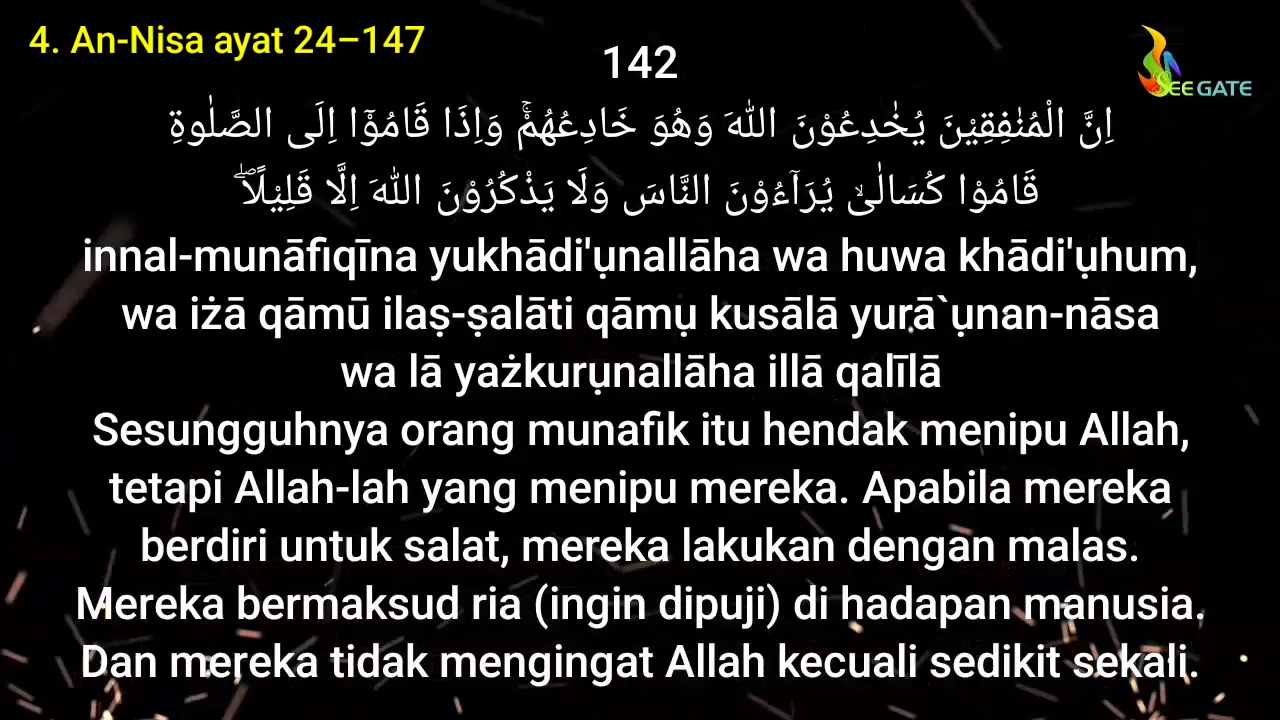 4. An-Nisa ayat 24–147
142
SEE GATE
اِنَّ الْمُنٰفِقِيْنَ يُخٰدِعُوْنَ اللّٰهَ وَهُوَ خَادِعُهُمْۚ وَاِذَا قَامُوْٓا اِلَى الصَّلٰوةِ
قَامُوْا كُسَالٰىۙ يُرَاۤءُوْنَ النَّاسَ وَلَا يَذْكُرُوْنَ اللّٰهَ اِلَّا قَلِيْلًاۖ
innal-munāfiqīna yukhādi'ụnallāha wa huwa khādi'ụhum,
wa iżā qāmū ilaṣ-ṣalāti qāmụ kusālā yurā`ụnan-nāsa
wa lā yażkurụnallāha illā qalīlā
Sesungguhnya orang munafik itu hendak menipu Allah,
tetapi Allah-lah yang menipu mereka. Apabila mereka
berdiri untuk salat, mereka lakukan dengan malas.
Mereka bermaksud ria (ingin dipuji) di hadapan manusia.
Dan mereka tidak mengingat Allah kecuali sedikit sekali.